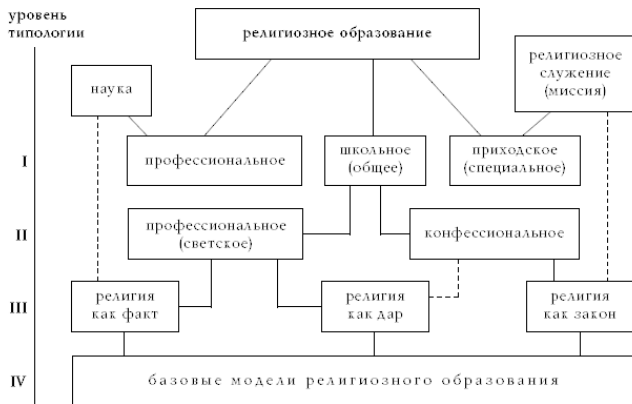 уровень
типологии
религиозное образование
наука
религиозное
служение
(миссия)
I
профессиональное
школьное
(общее)
приходское
(специальное)
II
профессиональное
(светское)
конфессиональное
III
религия
как факт
религия
как дар
религия
как закон
IV
базовые модели религиозного образования